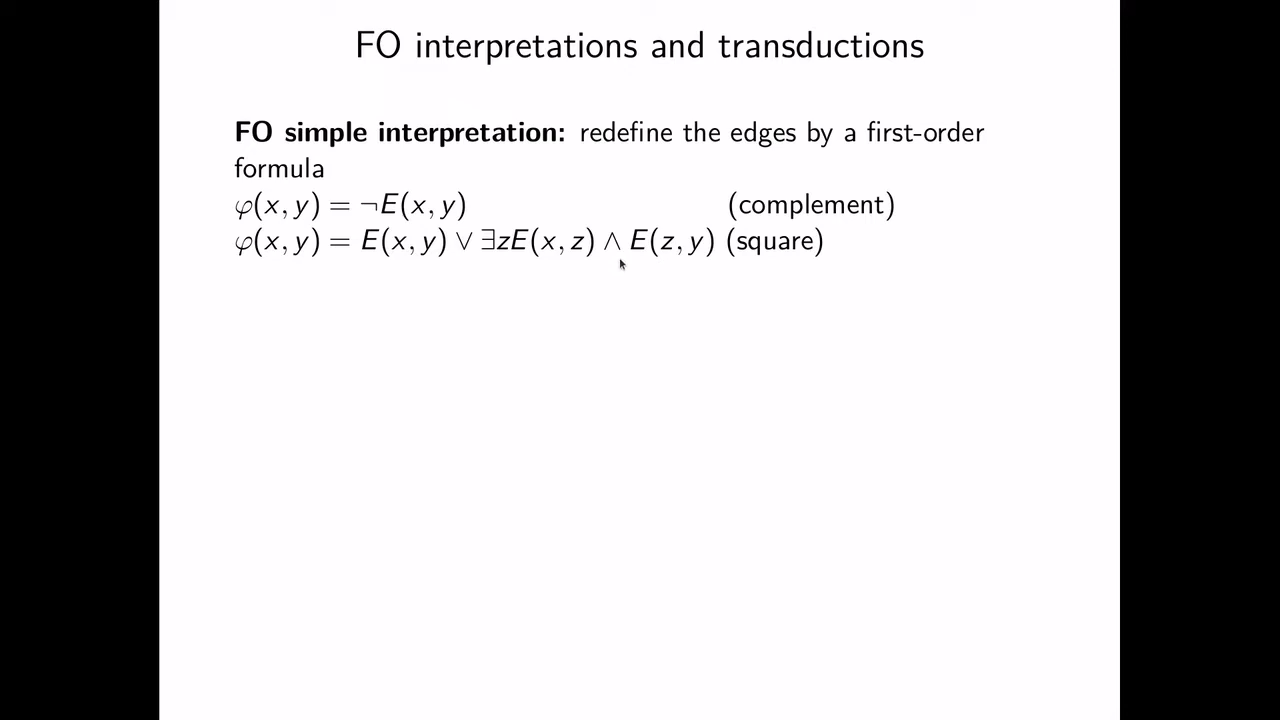 FO interpretations and transductions
FO simple interpretation: redefine the edges by a first-order
formula
φ(x, y) = ¬E(x, y) (complement)
φ(x, y) = E(x, y) ∨ ∃zE(x, z) ∧ E(z, y) (square)